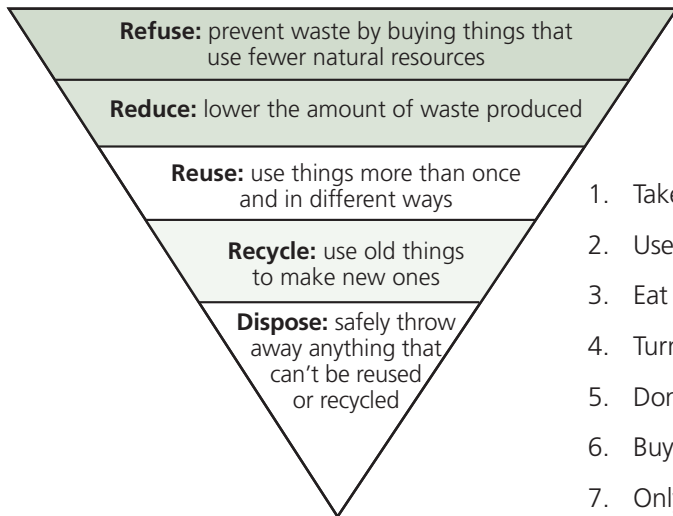 Refuse: prevent waste by buying things that
use fewer natural resources
Reduce: lower the amount of waste produced
Reuse: use things more than once
and in different ways
Recycle: use old things
to make new ones
Dispose: safely throw
away anything that
can't be reused
or recycled
1.
2. Use
3. Eat
4.
5.
6. Buy
7.